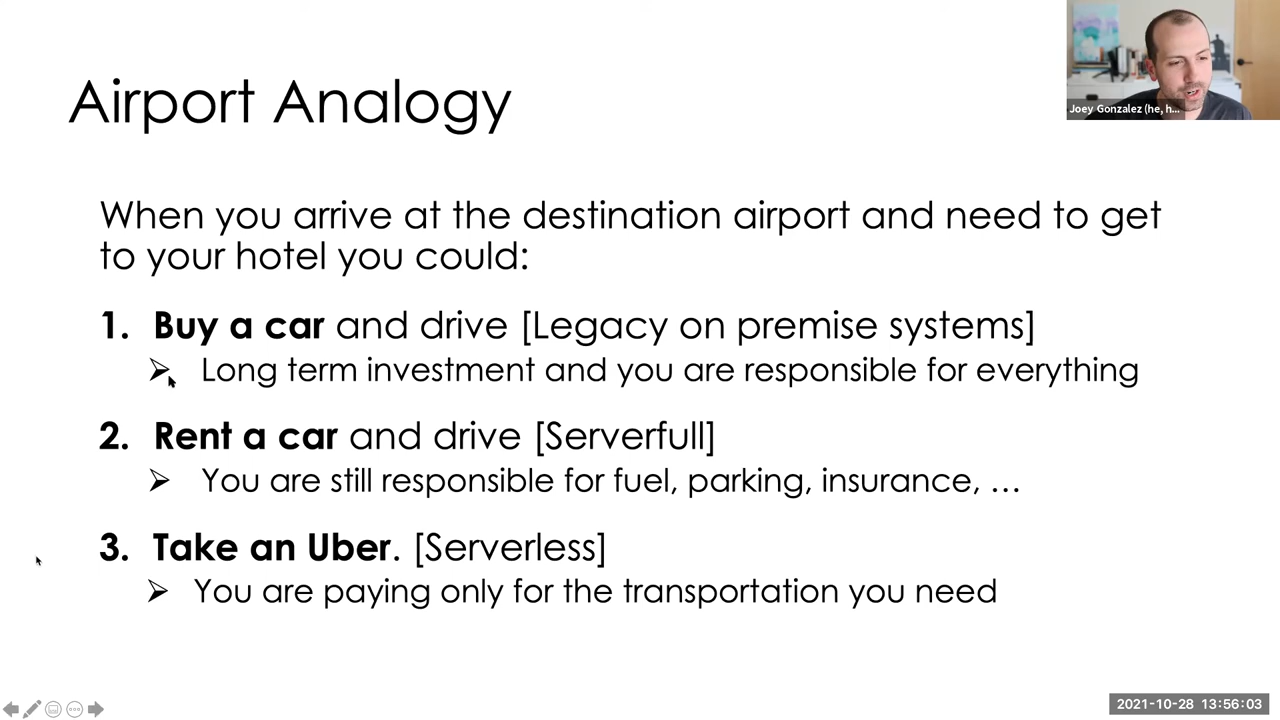 Airport Analogy
Joey Gonzalez (he, h...
When you arrive at the destination airport and need to get
to your hotel you could:
1. Buy a car and drive [Legacy on premise systems]
➢ Long term investment and you are responsible for everything
2. Rent a car and drive [Serverfull]
➢ You are still responsible for fuel, parking, insurance, …
3. Take an Uber. [Serverless]
➢ You are paying only for the transportation you need
2021-10-28 13:56:03